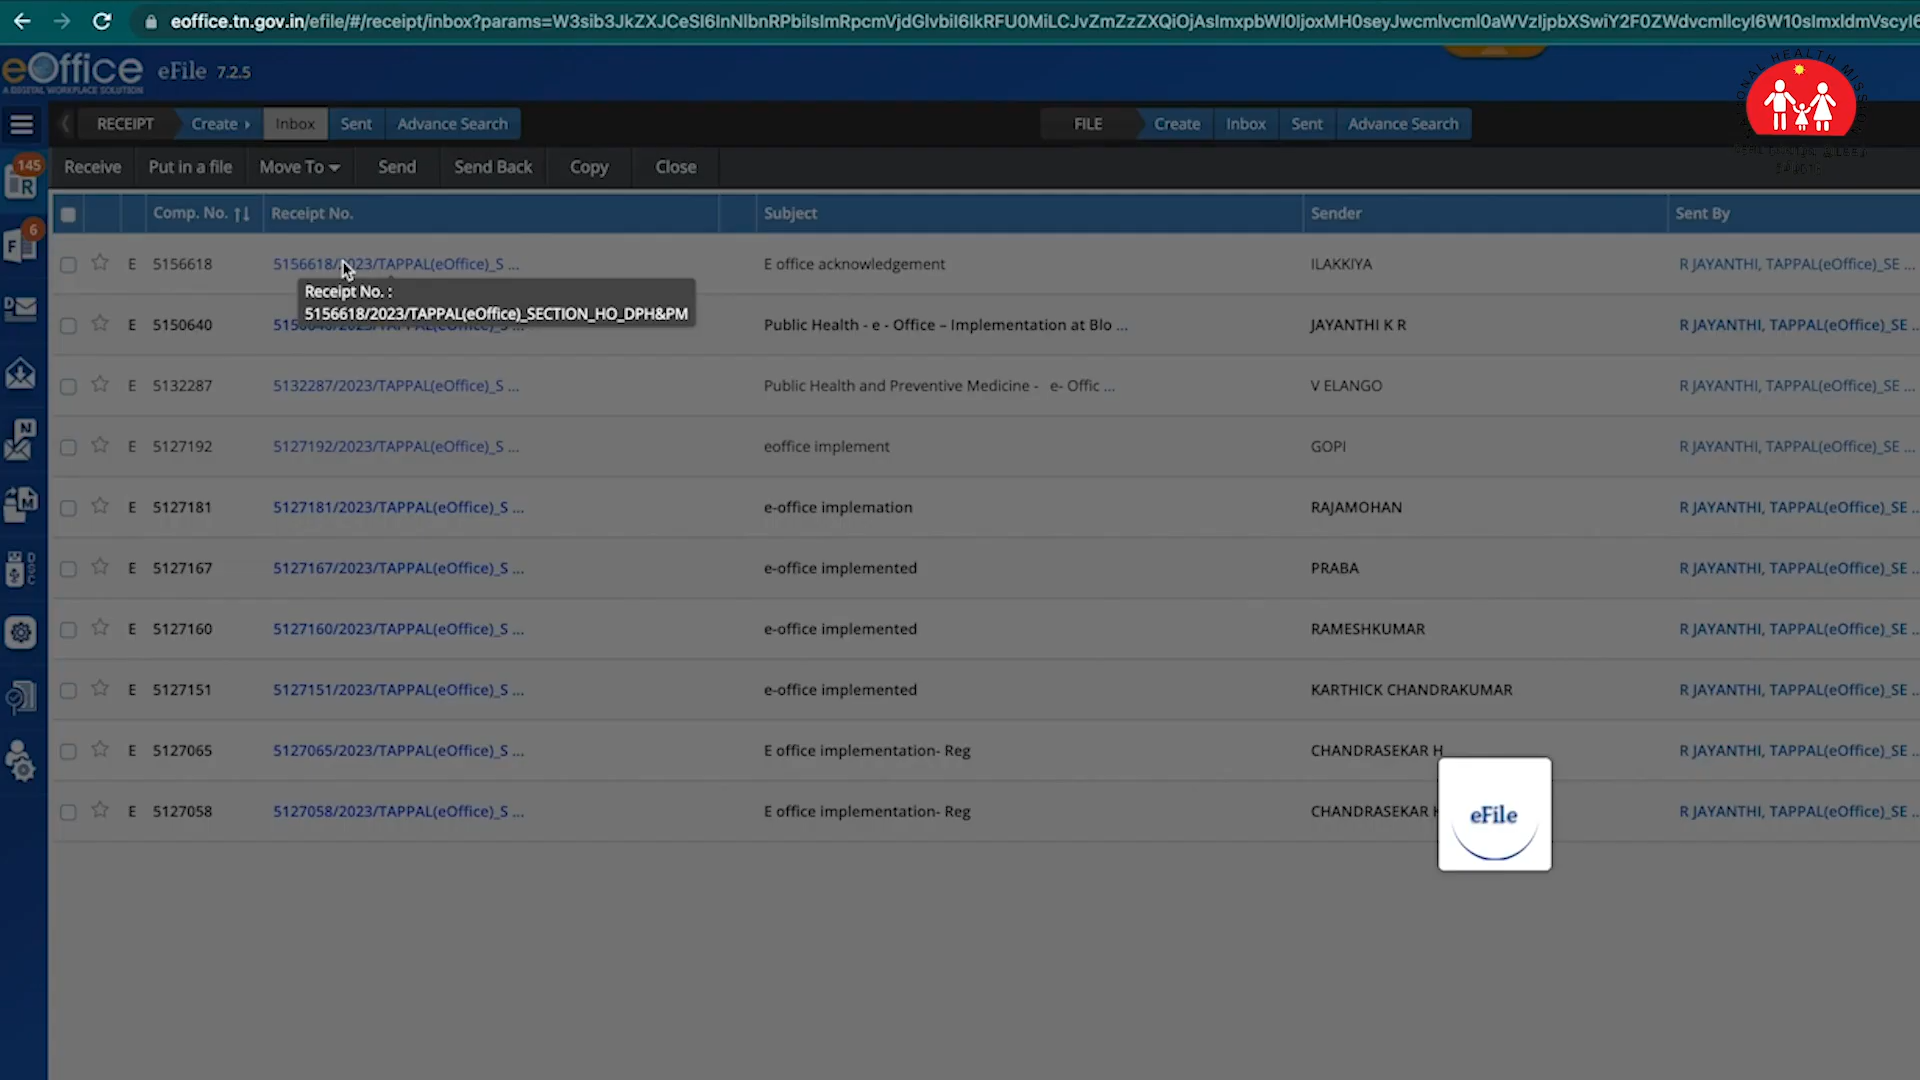 eoffice.tn.gov.in/efile/#/receipt/inbox?params=
eOffice eFile 7.2.5
A DIGITAL WORKPLACE SOLUTION
RECEIPT Create Inbox Sent Advance Search FILE Create Inbox Sent Advance Search
Receive Put in a file Move To Send Send Back Copy Close
145
R
6
F
D
N
M
DSC
Comp. No. Receipt No. Subject Sender Sent By
E 5156618 5156618/2023/TAPPAL(eOffice)_S ... E office acknowledgement ILAKKIYA R JAYANTHI, TAPPAL(eOffice)_SE ...
Receipt No. :
5156618/2023/TAPPAL(eOffice)_SECTION_HO_DPH&PM
E 5150640 Public Health - e - Office – Implementation at Blo ... JAYANTHI K R R JAYANTHI, TAPPAL(eOffice)_SE ...
E 5132287 5132287/2023/TAPPAL(eOffice)_S ... Public Health and Preventive Medicine - e- Offic ... V ELANGO R JAYANTHI, TAPPAL(eOffice)_SE ...
E 5127192 5127192/2023/TAPPAL(eOffice)_S ... eoffice implement GOPI R JAYANTHI, TAPPAL(eOffice)_SE ...
E 5127181 5127181/2023/TAPPAL(eOffice)_S ... e-office implemation RAJAMOHAN R JAYANTHI, TAPPAL(eOffice)_SE ..
E 5127167 5127167/2023/TAPPAL(eOffice)_S ... e-office implemented PRABA R JAYANTHI, TAPPAL(eOffice)_SE ..
E 5127160 5127160/2023/TAPPAL(eOffice)_S ... e-office implemented RAMESHKUMAR R JAYANTHI, TAPPAL(eOffice)_SE ..
E 5127151 5127151/2023/TAPPAL(eOffice)_S ... e-office implemented KARTHICK CHANDRAKUMAR R JAYANTHI, TAPPAL(eOffice)_SE ..
E 5127065 5127065/2023/TAPPAL(eOffice)_S ... E office implementation- Reg CHANDRASEKAR H R JAYANTHI, TAPPAL(eOffice)_SE ..
E 5127058 5127058/2023/TAPPAL(eOffice)_S ... E office implementation- Reg CHANDRASEKAR R JAYANTHI, TAPPAL(eOffice)_SE ..
eFile